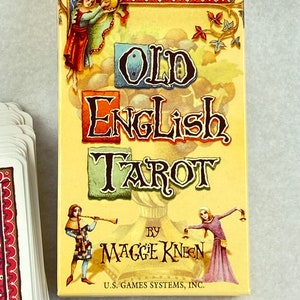 OLD
ENGLISH
TAROT
BY
MAGGIE KNEEN
U.S. GAMES SYSTEMS, INC.